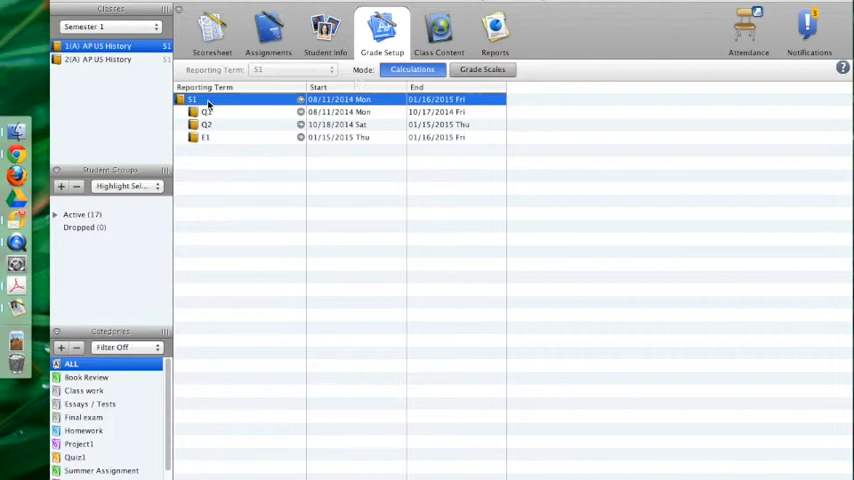 Classes
Semester 1
1(A) AP US History S1
2(A) AP US History S1
Scoresheet Assignments Student Info Grade Setup Class Content Reports Attendance Notifications
3
Reporting Term: S1 Mode: Calculations Grade Scales ?
Reporting Term Start End
S1 08/11/2014 Mon 01/16/2015 Fri
Q1 08/11/2014 Mon 10/17/2014 Fri
Q2 10/18/2014 Sat 01/15/2015 Thu
E1 01/15/2015 Thu 01/16/2015 Fri
Student Groups
Highlight Sel...
Active (17)
Dropped (0)
Categories
Filter Off
ALL
Book Review
Class work
Essays / Tests
Final exam
Homework
Project1
Quiz1
Summer Assignment